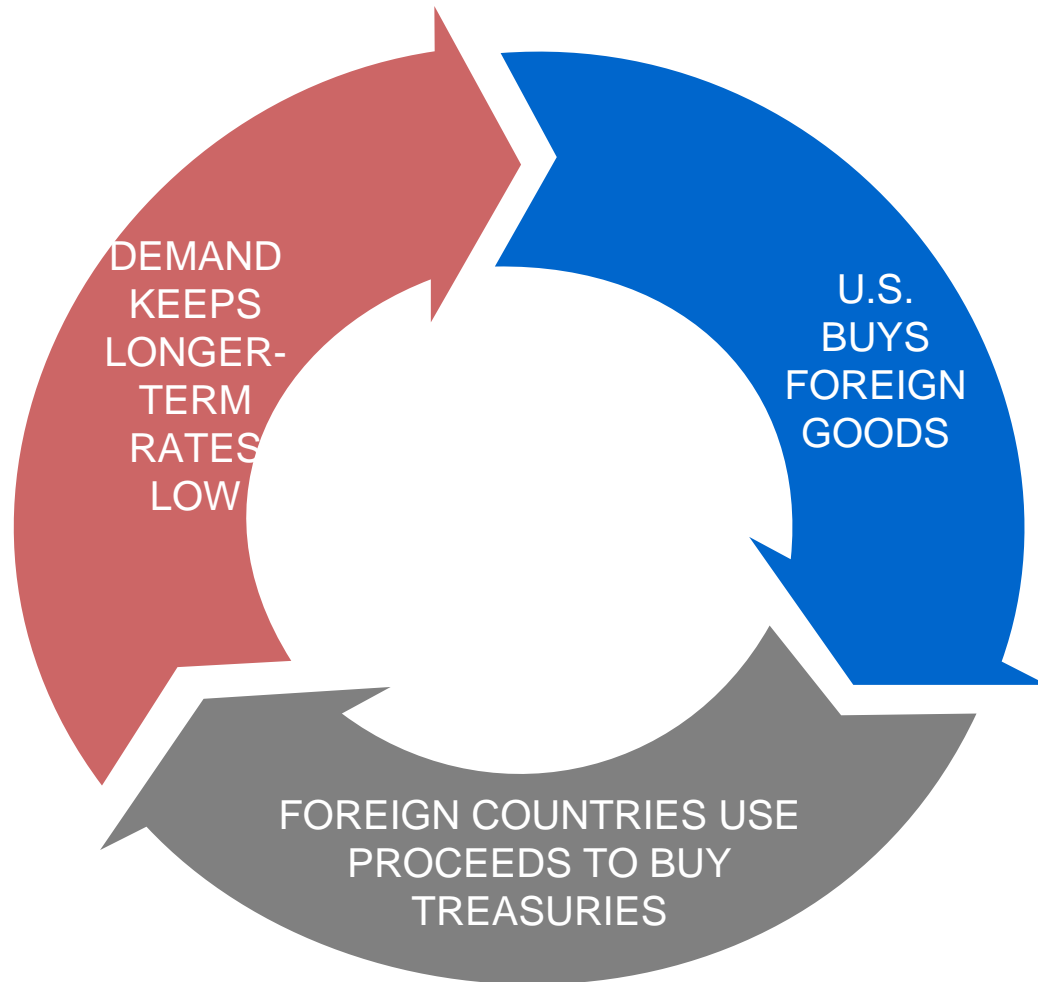 DEMAND
KEEPS
LONGER-
TERM
RATES
LOW
U.S.
BUYS
FOREIGN
GOODS
FOREIGN COUNTRIES USE
PROCEEDS TO BUY
TREASURIES